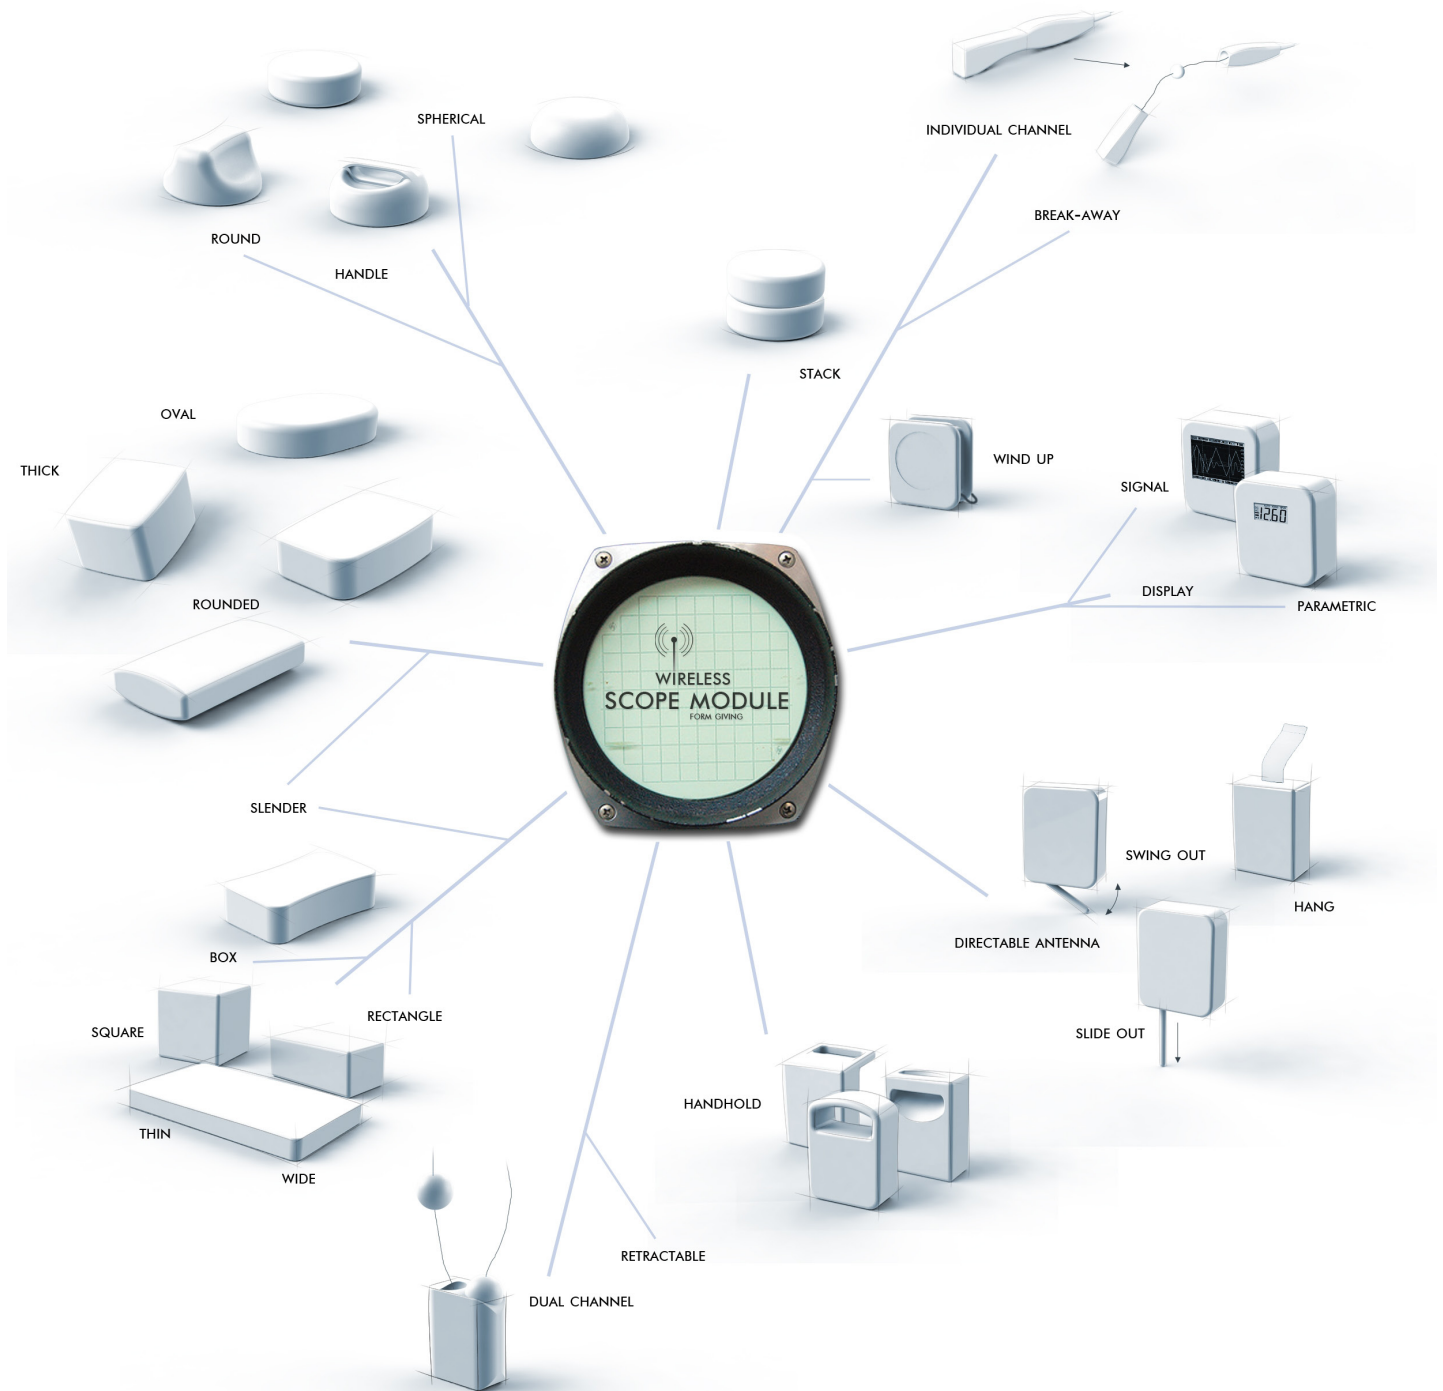 SPHERICAL
INDIVIDUAL CHANNEL
BREAK-AWAY
ROUND
HANDLE
STACK
OVAL
THICK
WIND UP
SIGNAL
12.60
DISPLAY
PARAMETRIC
ROUNDED
WIRELESS
SCOPE MODULE
FORM GIVING
SLENDER
SWING OUT
HANG
DIRECTABLE ANTENNA
BOX
RECTANGLE
SQUARE
SLIDE OUT
HANDHOLD
THIN
WIDE
RETRACTABLE
DUAL CHANNEL